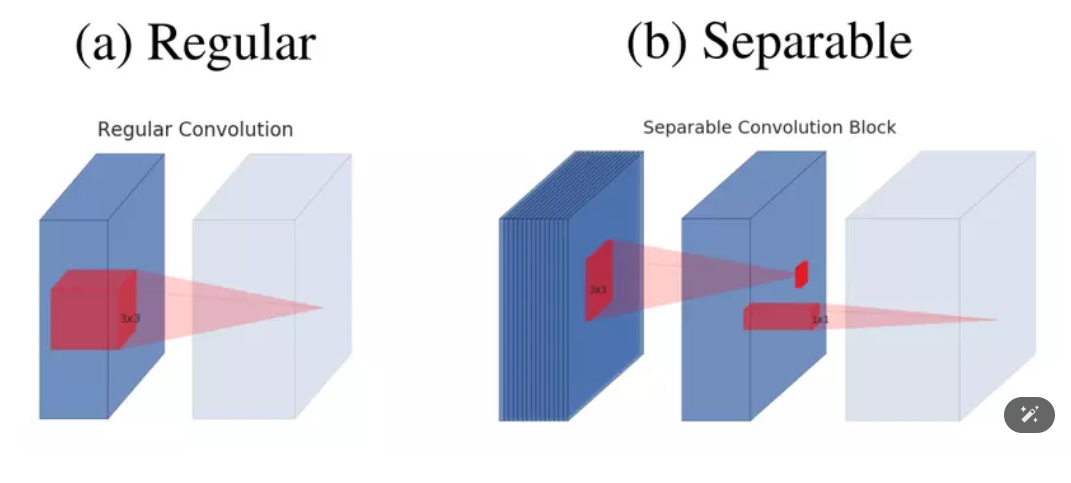 (a) Regular
(b) Separable
Regular Convolution
Separable Convolution Block
3x3
3x3
1x1